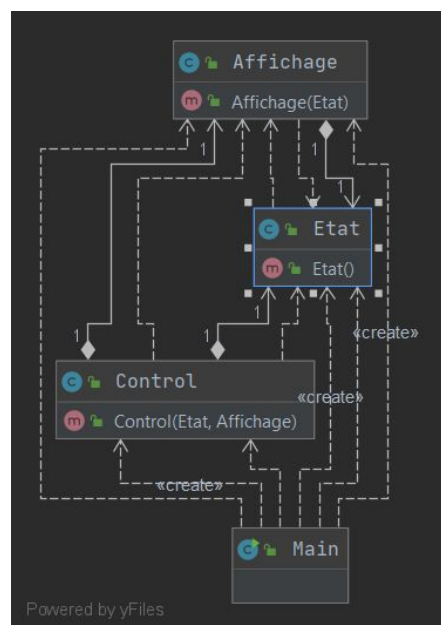 Affichage
Affichage(Etat)
1
1
1
Etat
Etat()
1
1
1
«create»
Control
«create»
Control(Etat, Affichage)
«create»
Main
Powered by yFiles